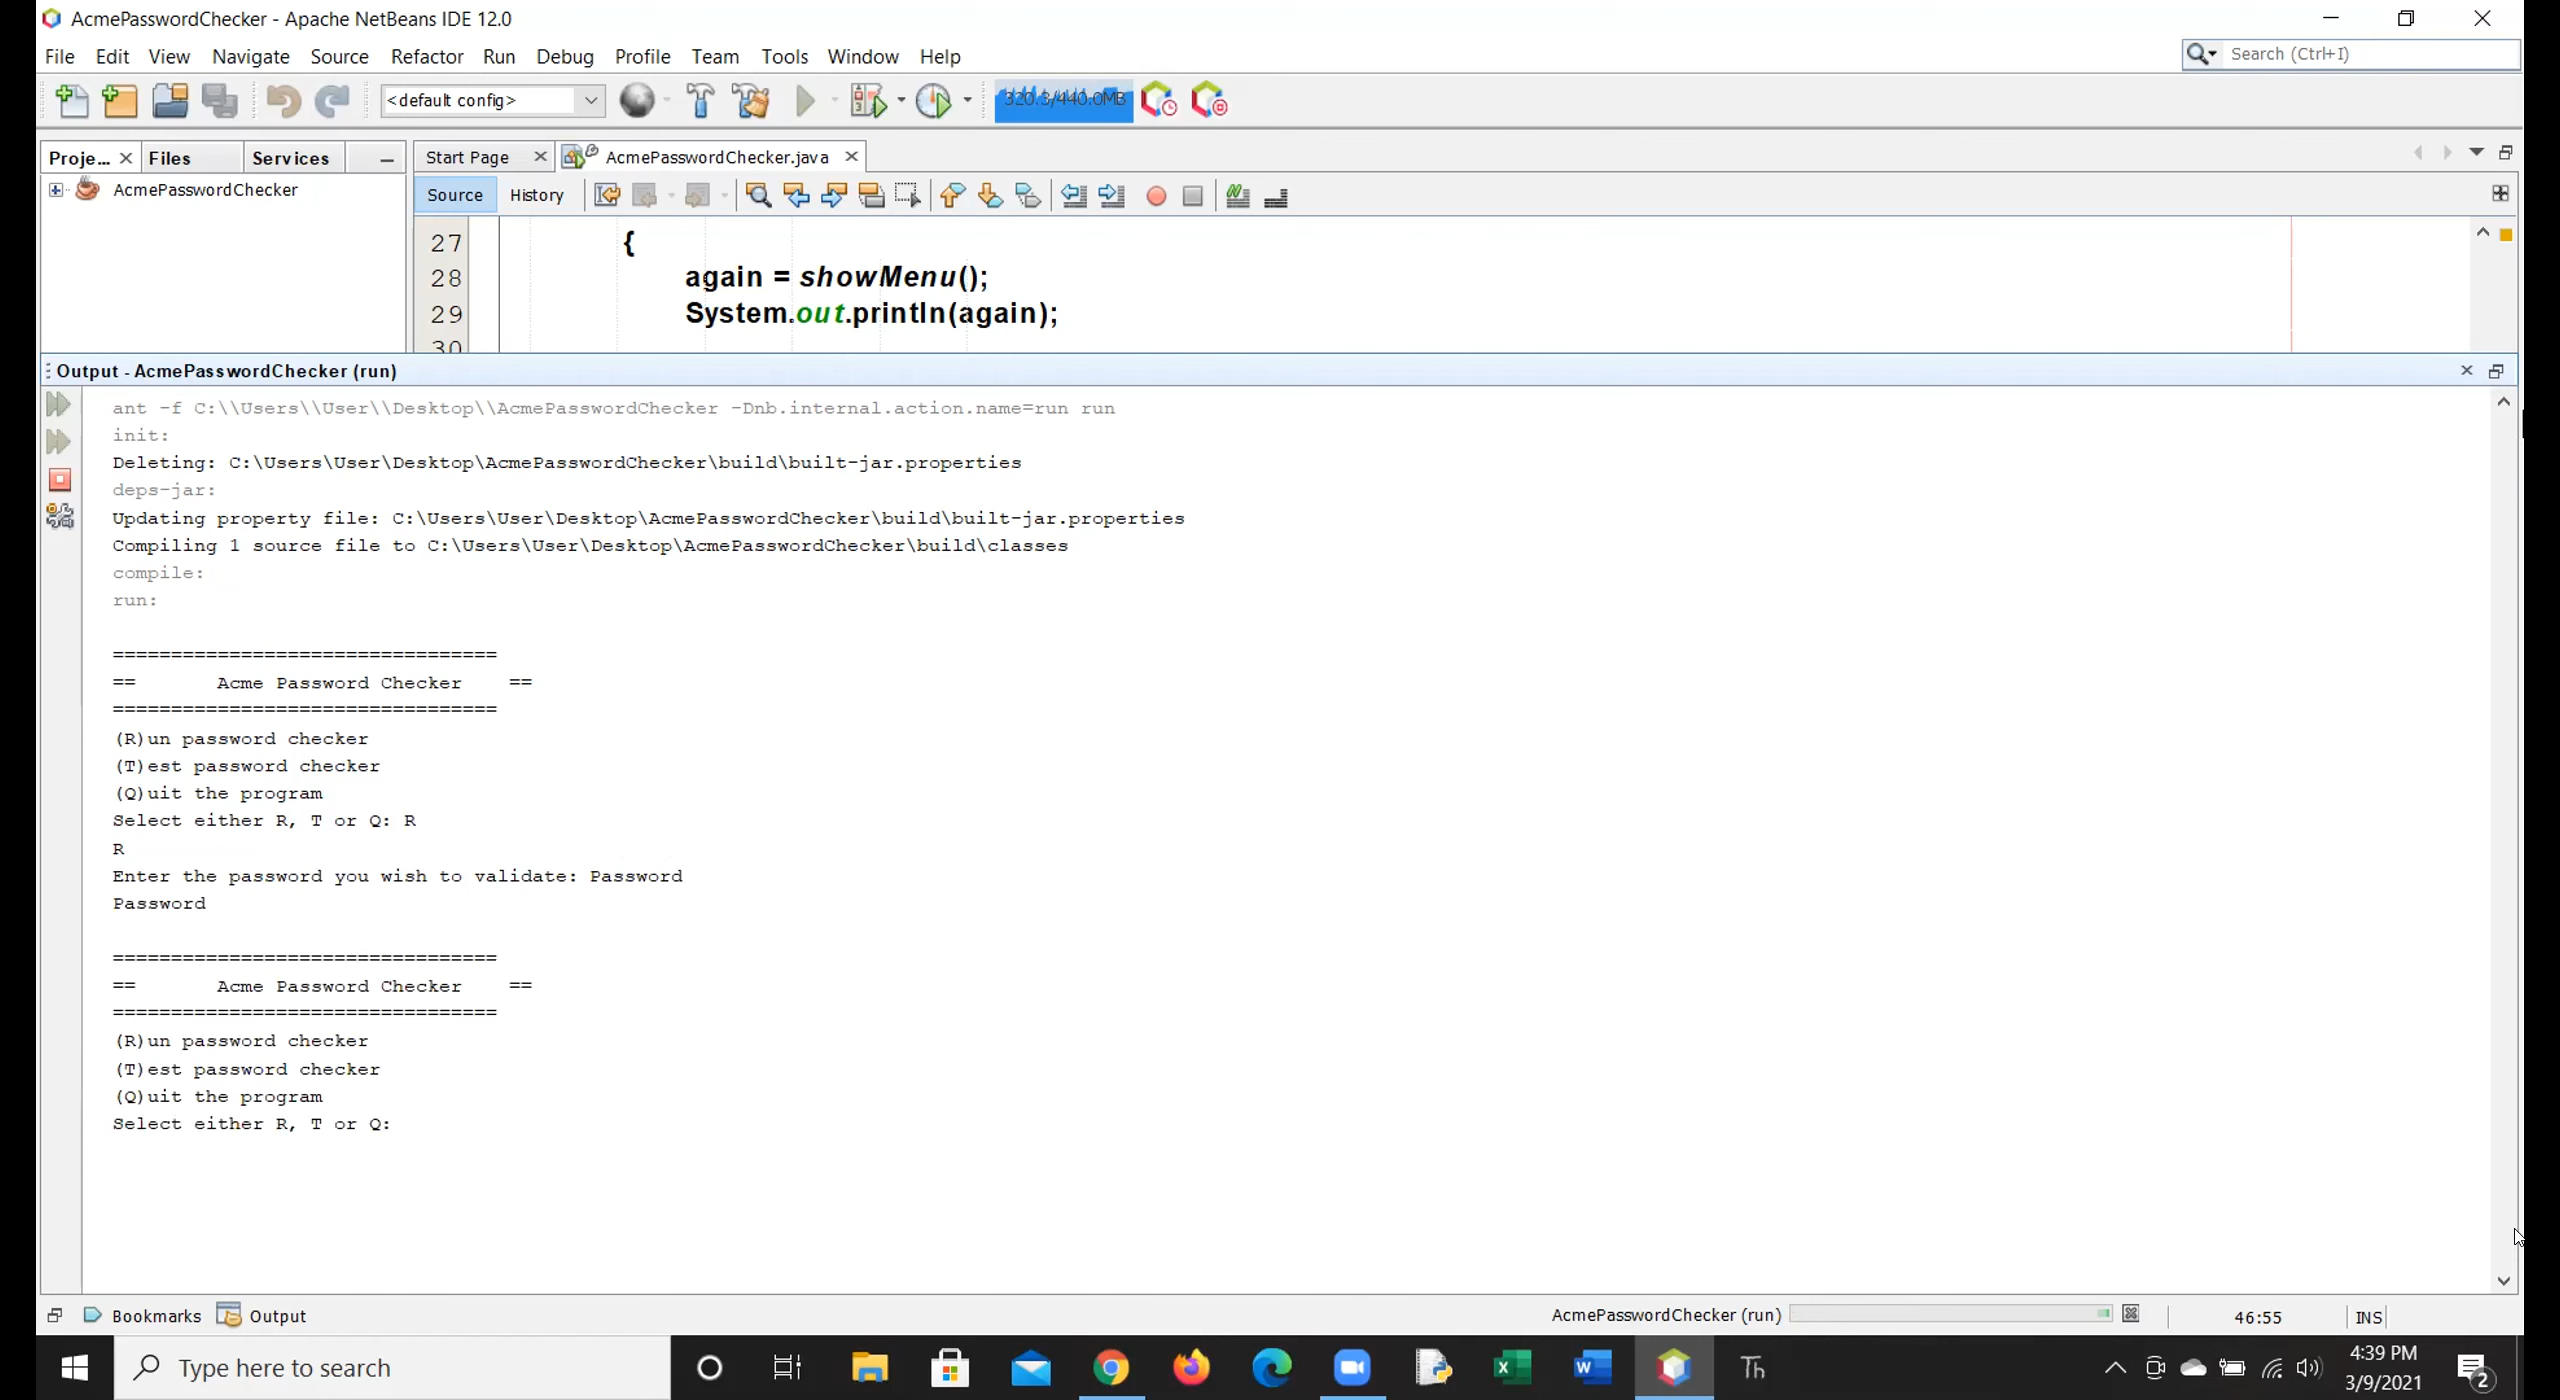 AcmePasswordChecker - Apache NetBeans IDE 12.0
File Edit View Navigate Source Refactor Run Debug Profile Team Tools Window Help
Search (Ctrl+I)
<default config>
320.3/440.0MB
Proje... Files Services
Start Page AcmePasswordChecker.java
AcmePasswordChecker
Source History
27 {
28 again = showMenu();
29 System.out.println(again);
30
Output - AcmePasswordChecker (run)
ant -f C:\\Users\\User\\Desktop\\AcmePasswordChecker -Dnb.internal.action.name=run run
init:
Deleting: C:\Users\User\Desktop\AcmePasswordChecker\build\built-jar.properties
deps-jar:
Updating property file: C:\Users\User\Desktop\AcmePasswordChecker\build\built-jar.properties
Compiling 1 source file to C:\Users\User\Desktop\AcmePasswordChecker\build\classes
compile:
run:
=================================
== Acme Password Checker ==
=================================
(R)un password checker
(T)est password checker
(Q)uit the program
Select either R, T or Q: R
R
Enter the password you wish to validate: Password
Password
=================================
== Acme Password Checker ==
=================================
(R)un password checker
(T)est password checker
(Q)uit the program
Select either R, T or Q:
Bookmarks Output
AcmePasswordChecker (run)
46:55
INS
Type here to search
Th
4:39 PM
3/9/2021
2